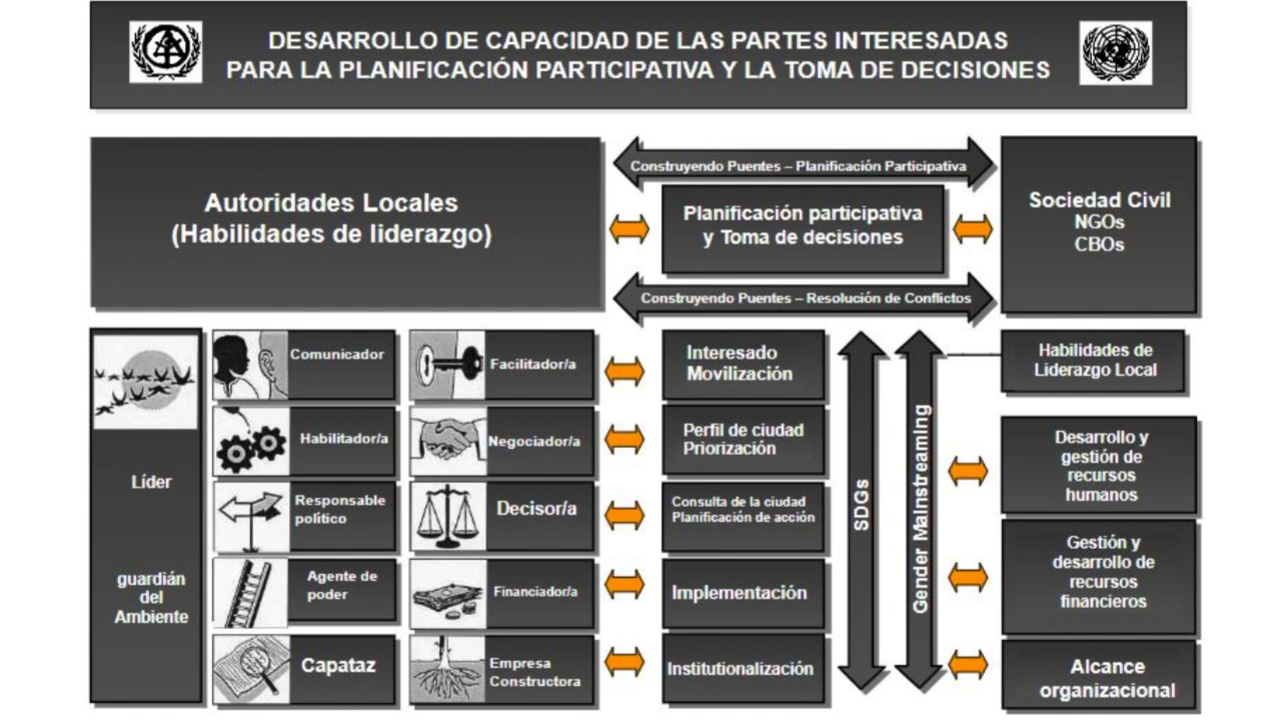 DESARROLLO DE CAPACIDAD DE LAS PARTES INTERESADAS
PARA LA PLANIFICACIÓN PARTICIPATIVA Y LA TOMA DE DECISIONES
Autoridades Locales
(Habilidades de liderazgo)
Construyendo Puentes – Planificación Participativa
Planificación participativa
y Toma de decisiones
Construyendo Puentes – Resolución de Conflictos
Sociedad Civil
NGOs
CBOs
Líder
guardián
del
Ambiente
Comunicador
Facilitador/a
Habilitador/a
Negociador/a
Responsable
político
Decisor/a
Agente de
poder
Financiador/a
Capataz
Empresa
Constructora
Interesado
Movilización
Perfil de ciudad
Priorización
Consulta de la ciudad
Planificación de acción
Implementación
Institutionalización
SDGs
Gender Mainstreaming
Habilidades de
Liderazgo Local
Desarrollo y
gestión de
recursos
humanos
Gestión y
desarrollo de
recursos
financieros
Alcance
organizacional